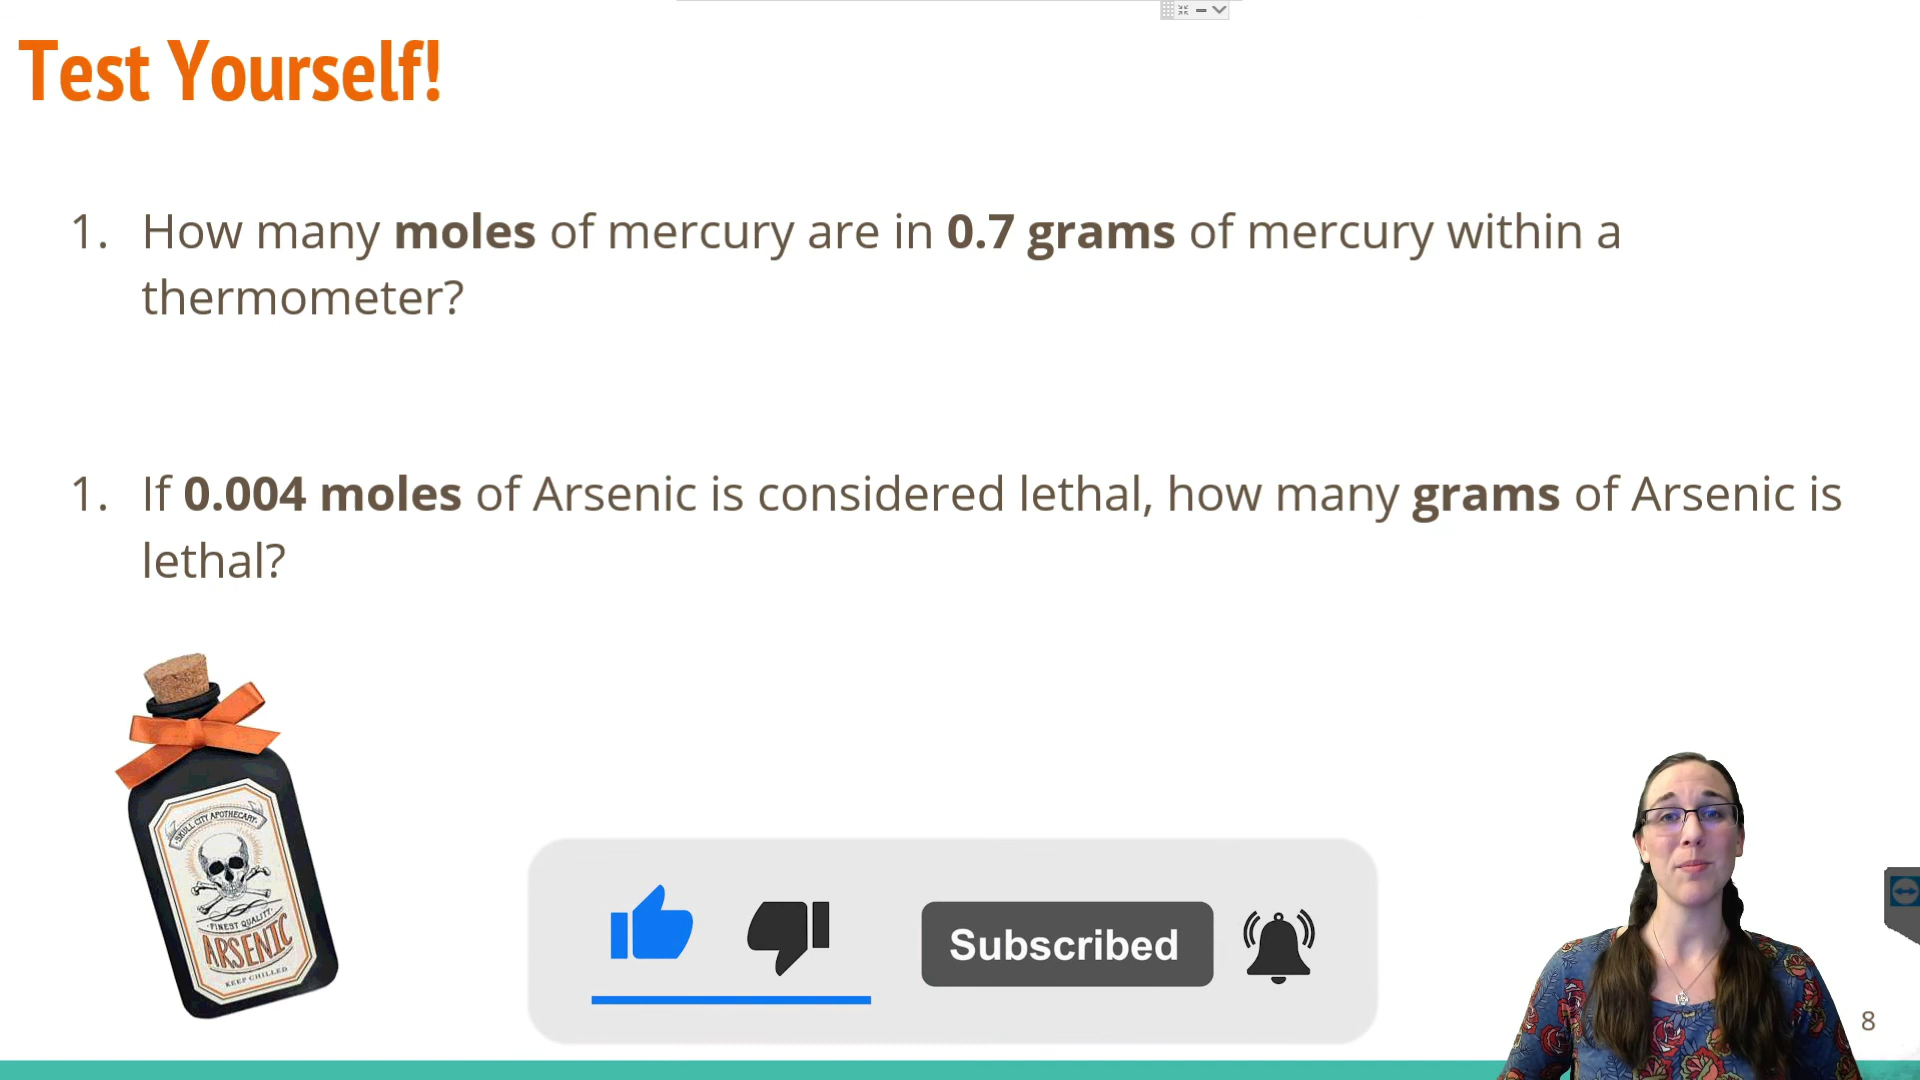 Test Yourself!
1. How many moles of mercury are in 0.7 grams of mercury within a
thermometer?
1. If 0.004 moles of Arsenic is considered lethal, how many grams of Arsenic is
lethal?
SKULL CITY APOTHECARY
FINEST QUALITY
ARSENIC
KEEP CHILLED
Subscribed
8